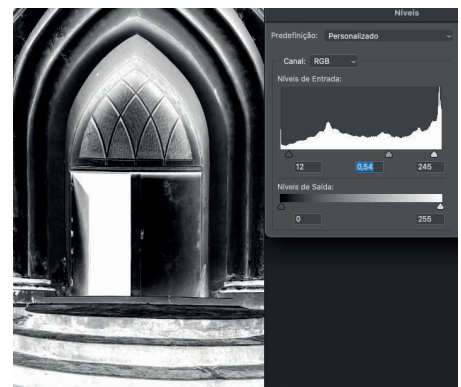 Níveis
Predefinição: Personalizado
Canal: RGB
Níveis de Entrada:
12 0,54 245
Níveis de Saída:
0 255